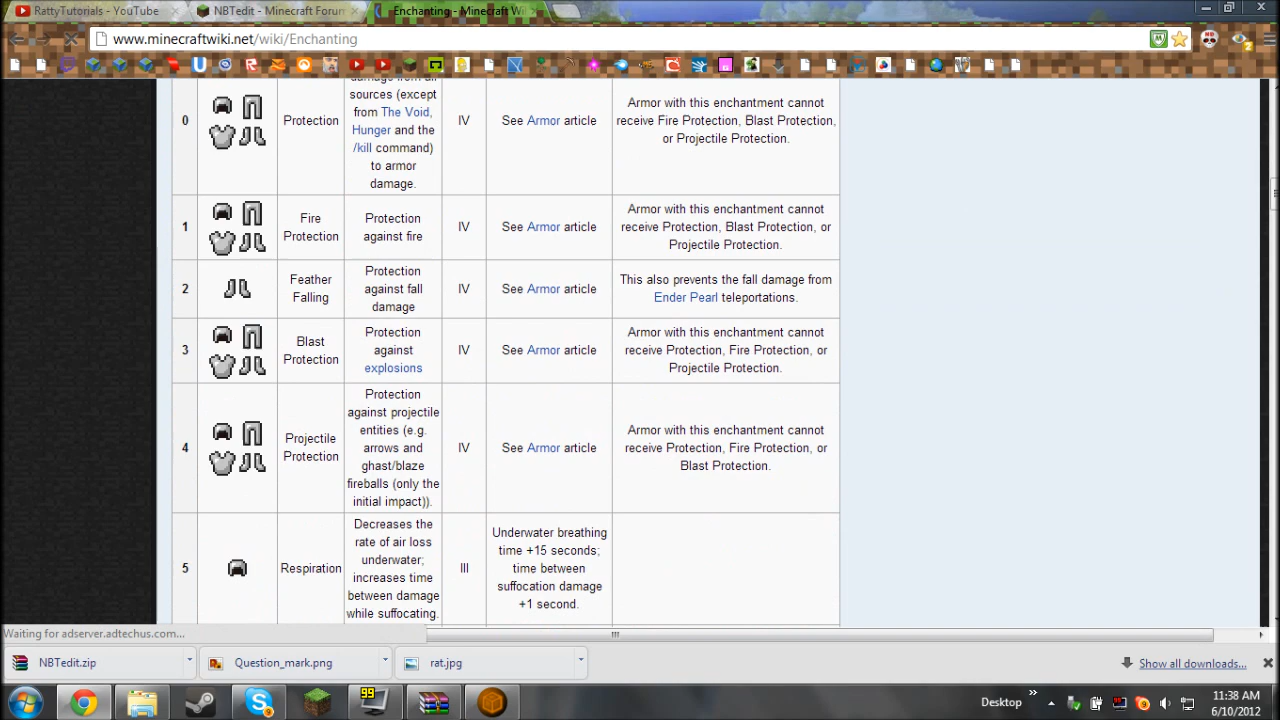 RattyTutorials - YouTube
NBTedit - Minecraft Forum
Enchanting - Minecraft Wi
www.minecraftwiki.net/wiki/Enchanting
0
Protection
damage from all
sources (except
from The Void,
Hunger and the
/kill command)
to armor
damage.
IV
See Armor article
Armor with this enchantment cannot
receive Fire Protection, Blast Protection,
or Projectile Protection.
1
Fire
Protection
Protection
against fire
IV
See Armor article
Armor with this enchantment cannot
receive Protection, Blast Protection, or
Projectile Protection.
2
Feather
Falling
Protection
against fall
damage
IV
See Armor article
This also prevents the fall damage from
Ender Pearl teleportations.
3
Blast
Protection
Protection
against
explosions
IV
See Armor article
Armor with this enchantment cannot
receive Protection, Fire Protection, or
Projectile Protection.
4
Projectile
Protection
Protection
against projectile
entities (e.g.
arrows and
ghast/blaze
fireballs (only the
initial impact)).
IV
See Armor article
Armor with this enchantment cannot
receive Protection, Fire Protection, or
Blast Protection.
5
Respiration
Decreases the
rate of air loss
underwater;
increases time
between damage
while suffocating.
III
Underwater breathing
time +15 seconds;
time between
suffocation damage
+1 second.
Waiting for adserver.adtechus.com...
NBTedit.zip
Question_mark.png
rat.jpg
Show all downloads...
99
Desktop
11:38 AM
6/10/2012